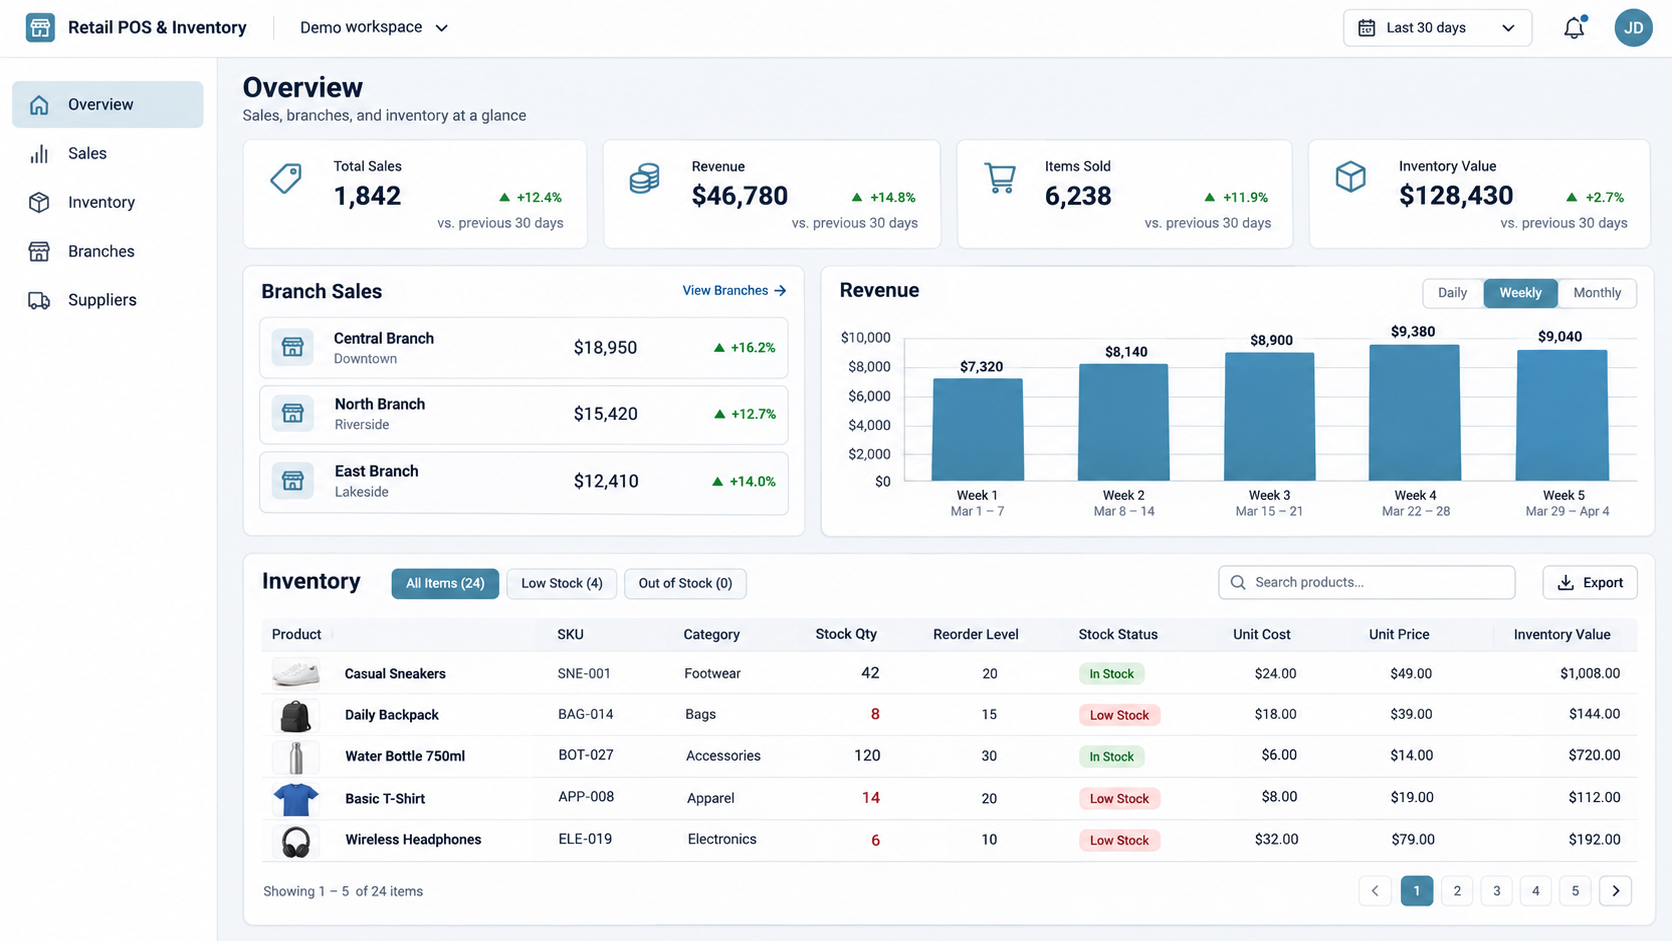 Retail POS & Inventory
Demo workspace
Last 30 days
JD
Overview
Sales
Inventory
Branches
Suppliers
Overview
Sales, branches, and inventory at a glance
Total Sales
1,842
+12.4%
vs. previous 30 days
Revenue
$46,780
+14.8%
vs. previous 30 days
Items Sold
6,238
+11.9%
vs. previous 30 days
Inventory Value
$128,430
+2.7%
vs. previous 30 days
Branch Sales
View Branches
Central Branch
Downtown
$18,950
+16.2%
North Branch
Riverside
$15,420
+12.7%
East Branch
Lakeside
$12,410
+14.0%
Revenue
Daily Weekly Monthly
$10,000
$8,000
$6,000
$4,000
$2,000
$0
$7,320
$8,140
$8,900
$9,380
$9,040
Week 1
Mar 1 – 7
Week 2
Mar 8 – 14
Week 3
Mar 15 – 21
Week 4
Mar 22 – 28
Week 5
Mar 29 – Apr 4
Inventory
All Items (24)
Low Stock (4)
Out of Stock (0)
Search products...
Export
Product SKU Category Stock Qty Reorder Level Stock Status Unit Cost Unit Price Inventory Value
Casual Sneakers SNE-001 Footwear 42 20 In Stock $24.00 $49.00 $1,008.00
Daily Backpack BAG-014 Bags 8 15 Low Stock $18.00 $39.00 $144.00
Water Bottle 750ml BOT-027 Accessories 120 30 In Stock $6.00 $14.00 $720.00
Basic T-Shirt APP-008 Apparel 14 20 Low Stock $8.00 $19.00 $112.00
Wireless Headphones ELE-019 Electronics 6 10 Low Stock $32.00 $79.00 $192.00
Showing 1 – 5 of 24 items
1 2 3 4 5